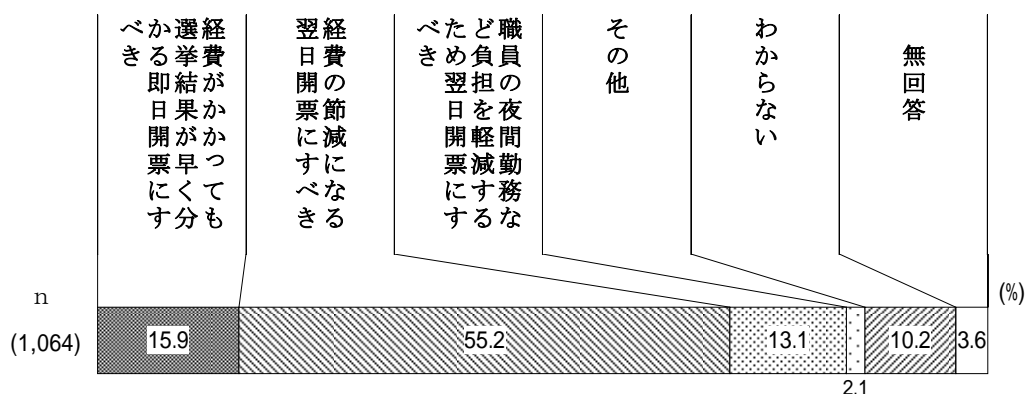 経費がかかっても
選挙結果が早く分
かる即日開票にす
べき
経費の節減になる
翌日開票にすべき
職員の夜間勤務な
ど負担を軽減する
ため翌日開票にす
べき
その他
わからない
無回答
n
(%)
(1,064)
15.9
55.2
13.1
2.1
10.2
3.6